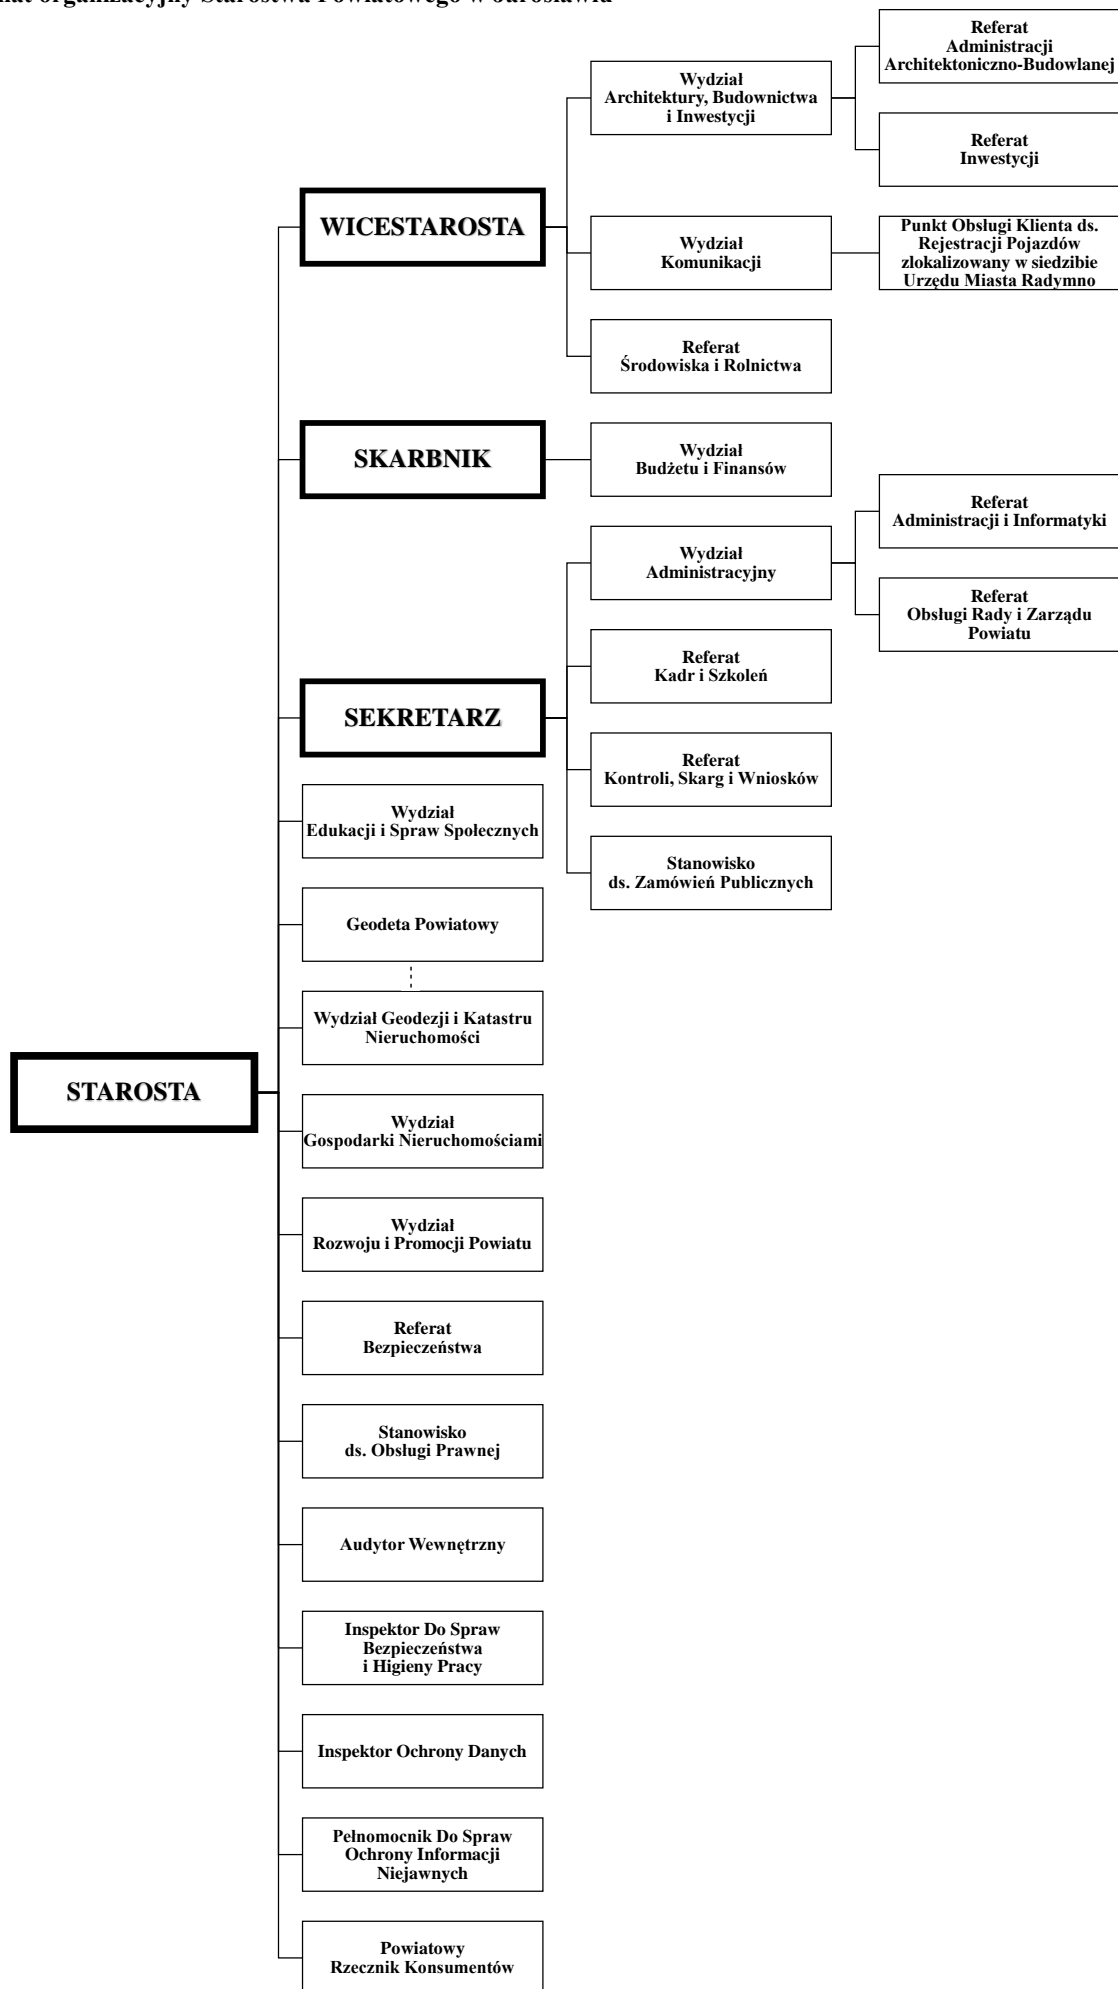 organizacyjny Starostwa Powiatowego w Jarosławiu
Referat
Administracji
Architektoniczno-Budowlanej
Wydział
Architektury, Budownictwa
i Inwestycji
Referat
Inwestycji
WICESTAROSTA
Wydział
Komunikacji
Punkt Obsługi Klienta ds.
Rejestracji Pojazdów
zlokalizowany w siedzibie
Urzędu Miasta Radymno
Referat
Środowiska i Rolnictwa
SKARBNIK
Wydział
Budżetu i Finansów
Referat
Administracji i Informatyki
Wydział
Administracyjny
Referat
Obsługi Rady i Zarządu
Powiatu
Referat
Kadr i Szkoleń
SEKRETARZ
Referat
Kontroli, Skarg i Wniosków
Wydział
Edukacji i Spraw Społecznych
Stanowisko
ds. Zamówień Publicznych
Geodeta Powiatowy
Wydział Geodezji i Katastru
Nieruchomości
STAROSTA
Wydział
Gospodarki Nieruchomościami
Wydział
Rozwoju i Promocji Powiatu
Referat
Bezpieczeństwa
Stanowisko
ds. Obsługi Prawnej
Audytor Wewnętrzny
Inspektor Do Spraw
Bezpieczeństwa
i Higieny Pracy
Inspektor Ochrony Danych
Pełnomocnik Do Spraw
Ochrony Informacji
Niejawnych
Powiatowy
Rzecznik Konsumentów